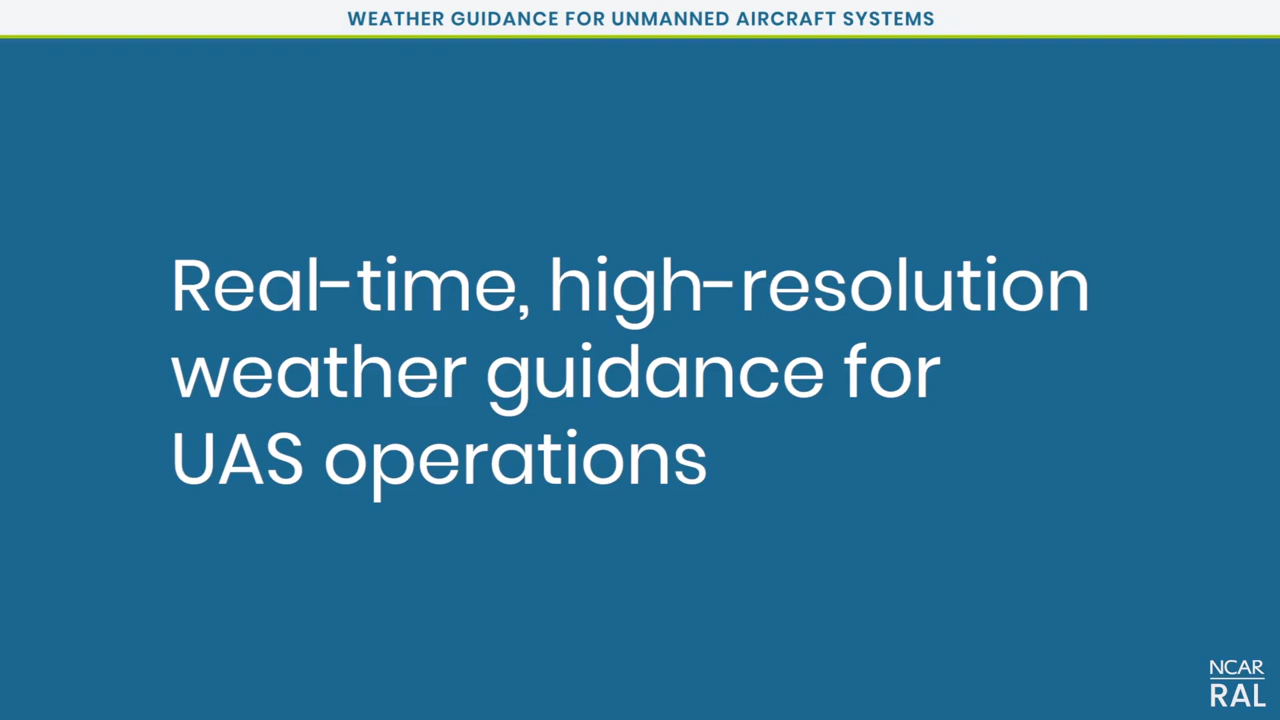 WEATHER GUIDANCE FOR UNMANNED AIRCRAFT SYSTEMS
Real-time, high-resolution
weather guidance for
UAS operations
NCAR
RAL